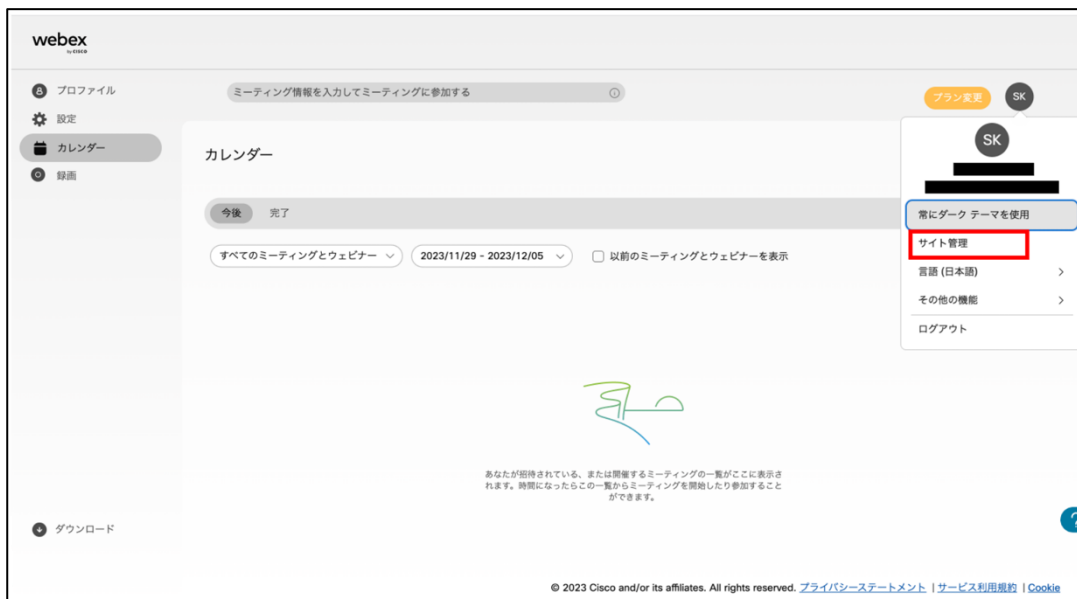 webex
by CISCO
プロファイル
設定
カレンダー
録画
ダウンロード
ミーティング情報を入力してミーティングに参加する
プラン変更
SK
カレンダー
今後 完了
すべてのミーティングとウェビナー
2023/11/29 - 2023/12/05
以前のミーティングとウェビナーを表示
SK
常にダーク テーマを使用
サイト管理
言語 (日本語)
その他の機能
ログアウト
あなたが招待されている、または開催するミーティングの一覧がここに表示さ
れます。時間になったらこの一覧からミーティングを開始したり参加すること
ができます。
?
© 2023 Cisco and/or its affiliates. All rights reserved. プライバシーステートメント | サービス利用規約 | Cookie